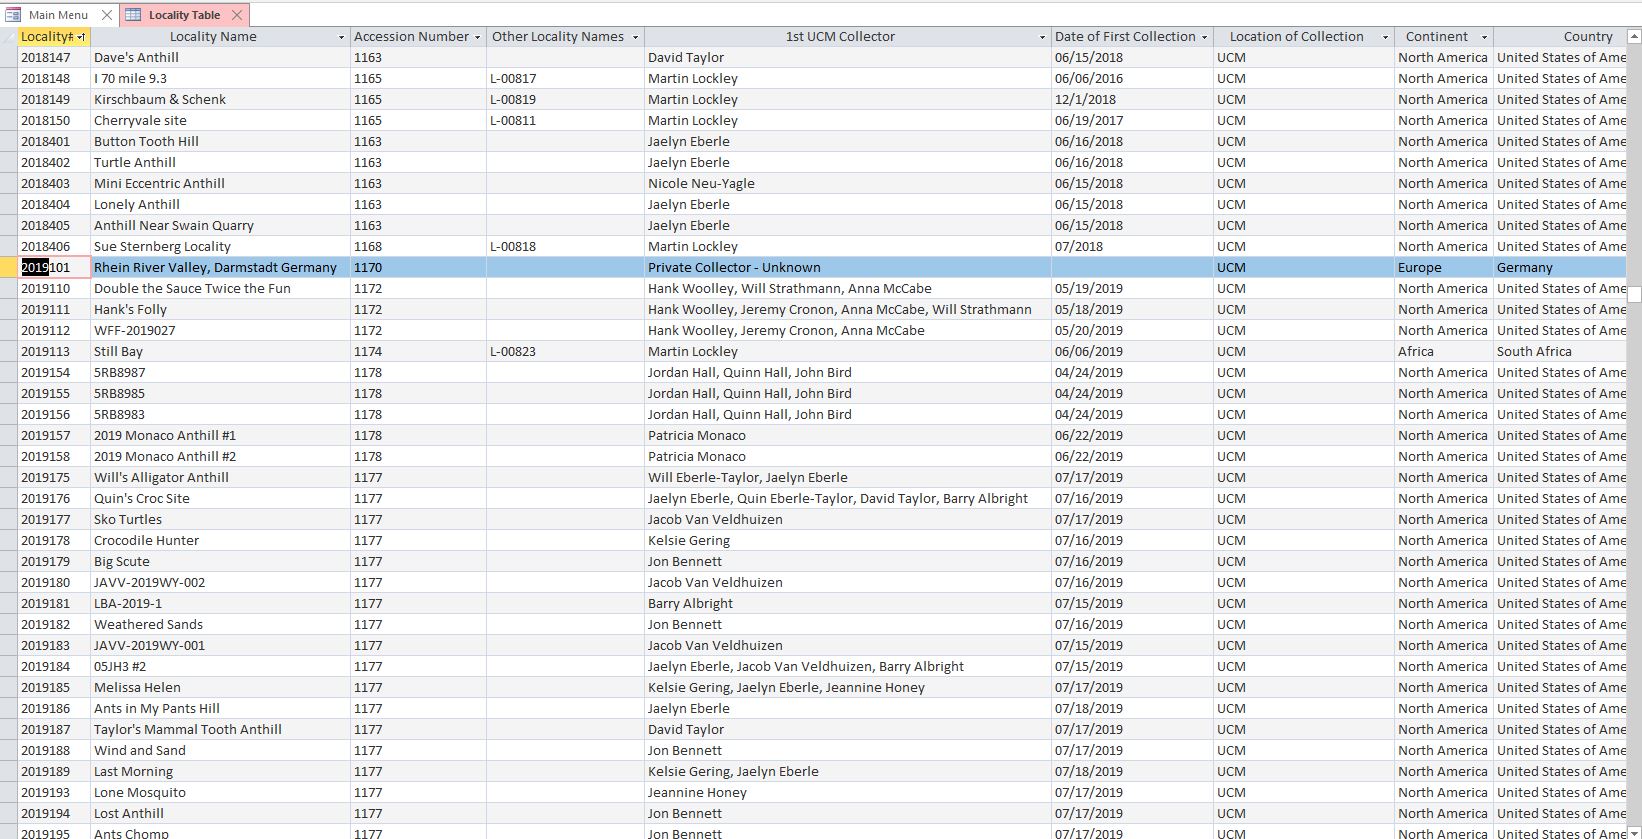 Main Menu Locality Table
Locality# Locality Name Accession Number Other Locality Names 1st UCM Collector Date of First Collection Location of Collection Continent Country
2018147 Dave's Anthill 1163 David Taylor 06/15/2018 UCM North America United States of Ame
2018148 I 70 mile 9.3 1165 L-00817 Martin Lockley 06/06/2016 UCM North America United States of Ame
2018149 Kirschbaum & Schenk 1165 L-00819 Martin Lockley 12/1/2018 UCM North America United States of Ame
2018150 Cherryvale site 1165 L-00811 Martin Lockley 06/19/2017 UCM North America United States of Ame
2018401 Button Tooth Hill 1163 Jaelyn Eberle 06/16/2018 UCM North America United States of Ame
2018402 Turtle Anthill 1163 Jaelyn Eberle 06/16/2018 UCM North America United States of Ame
2018403 Mini Eccentric Anthill 1163 Nicole Neu-Yagle 06/15/2018 UCM North America United States of Ame
2018404 Lonely Anthill 1163 Jaelyn Eberle 06/15/2018 UCM North America United States of Ame
2018405 Anthill Near Swain Quarry 1163 Jaelyn Eberle 06/15/2018 UCM North America United States of Ame
2018406 Sue Sternberg Locality 1168 L-00818 Martin Lockley 07/2018 UCM North America United States of Ame
2019101 Rhein River Valley, Darmstadt Germany 1170 Private Collector - Unknown UCM Europe Germany
2019110 Double the Sauce Twice the Fun 1172 Hank Woolley, Will Strathmann, Anna McCabe 05/19/2019 UCM North America United States of Ame
2019111 Hank's Folly 1172 Hank Woolley, Jeremy Cronon, Anna McCabe, Will Strathmann 05/18/2019 UCM North America United States of Ame
2019112 WFF-2019027 1172 Hank Woolley, Jeremy Cronon, Anna McCabe 05/20/2019 UCM North America United States of Ame
2019113 Still Bay 1174 L-00823 Martin Lockley 06/06/2019 UCM Africa South Africa
2019154 5RB8987 1178 Jordan Hall, Quinn Hall, John Bird 04/24/2019 UCM North America United States of Ame
2019155 5RB8985 1178 Jordan Hall, Quinn Hall, John Bird 04/24/2019 UCM North America United States of Ame
2019156 5RB8983 1178 Jordan Hall, Quinn Hall, John Bird 04/24/2019 UCM North America United States of Ame
2019157 2019 Monaco Anthill #1 1178 Patricia Monaco 06/22/2019 UCM North America United States of Ame
2019158 2019 Monaco Anthill #2 1178 Patricia Monaco 06/22/2019 UCM North America United States of Ame
2019175 Will's Alligator Anthill 1177 Will Eberle-Taylor, Jaelyn Eberle 07/17/2019 UCM North America United States of Ame
2019176 Quin's Croc Site 1177 Jaelyn Eberle, Quin Eberle-Taylor, David Taylor, Barry Albright 07/16/2019 UCM North America United States of Ame
2019177 Sko Turtles 1177 Jacob Van Veldhuizen 07/17/2019 UCM North America United States of Ame
2019178 Crocodile Hunter 1177 Kelsie Gering 07/16/2019 UCM North America United States of Ame
2019179 Big Scute 1177 Jon Bennett 07/16/2019 UCM North America United States of Ame
2019180 JAVV-2019WY-002 1177 Jacob Van Veldhuizen 07/16/2019 UCM North America United States of Ame
2019181 LBA-2019-1 1177 Barry Albright 07/15/2019 UCM North America United States of Ame
2019182 Weathered Sands 1177 Jon Bennett 07/16/2019 UCM North America United States of Ame
2019183 JAVV-2019WY-001 1177 Jacob Van Veldhuizen 07/15/2019 UCM North America United States of Ame
2019184 05JH3 #2 1177 Jaelyn Eberle, Jacob Van Veldhuizen, Barry Albright 07/15/2019 UCM North America United States of Ame
2019185 Melissa Helen 1177 Kelsie Gering, Jaelyn Eberle, Jeannine Honey 07/17/2019 UCM North America United States of Ame
2019186 Ants in My Pants Hill 1177 Jaelyn Eberle 07/18/2019 UCM North America United States of Ame
2019187 Taylor's Mammal Tooth Anthill 1177 David Taylor 07/17/2019 UCM North America United States of Ame
2019188 Wind and Sand 1177 Jon Bennett 07/17/2019 UCM North America United States of Ame
2019189 Last Morning 1177 Kelsie Gering, Jaelyn Eberle 07/18/2019 UCM North America United States of Ame
2019193 Lone Mosquito 1177 Jeannine Honey 07/17/2019 UCM North America United States of Ame
2019194 Lost Anthill 1177 Jon Bennett 07/17/2019 UCM North America United States of Ame
2019195 Ants Chomp 1177 Jon Bennett 07/17/2019 UCM North America United States of Ame